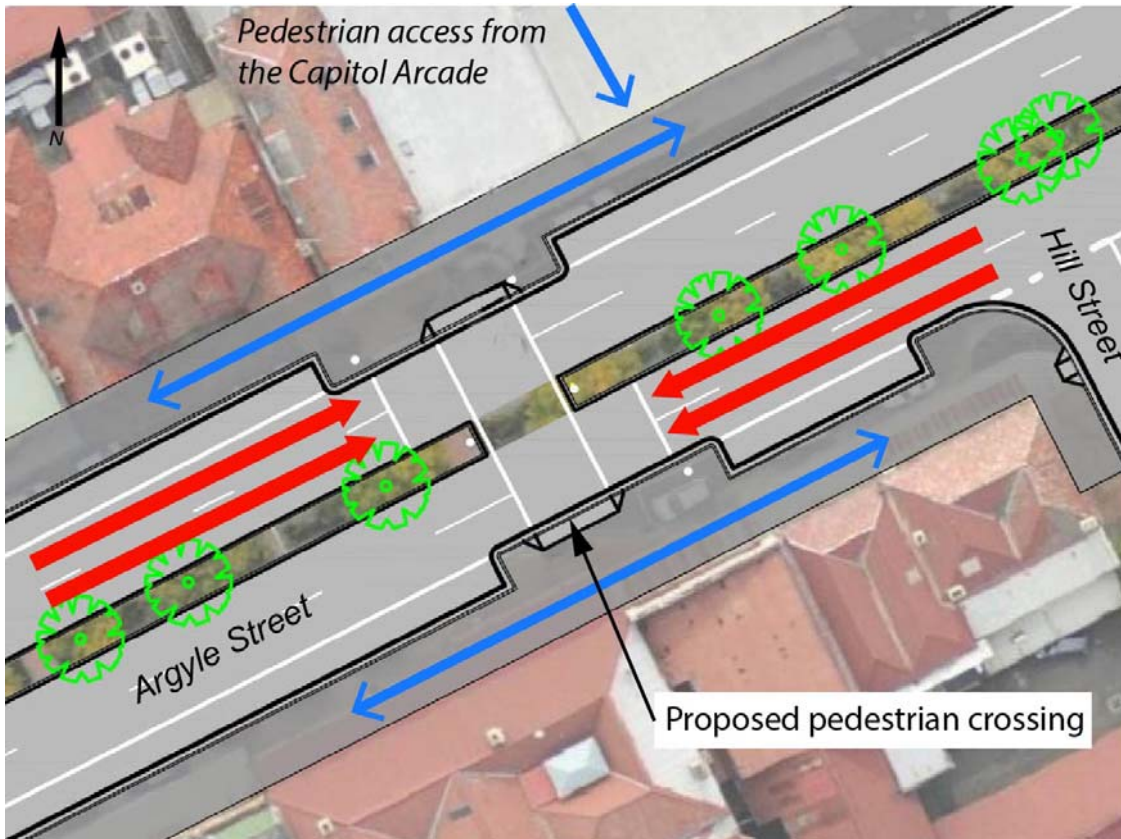 Pedestrian access from
the Capitol Arcade
N
Hill Street
Argyle Street
Proposed pedestrian crossing